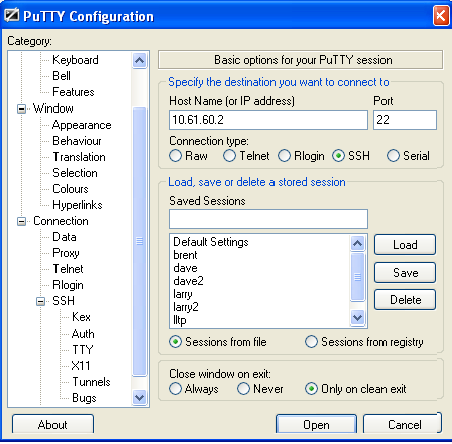 PuTTY Configuration
Category:
Keyboard
Bell
Features
Window
Appearance
Behaviour
Translation
Selection
Colours
Hyperlinks
Connection
Data
Proxy
Telnet
Rlogin
SSH
Kex
Auth
TTY
X11
Tunnels
Bugs
Basic options for your PuTTY session
Specify the destination you want to connect to
Host Name (or IP address) Port
10.61.60.2 22
Connection type:
Raw Telnet Rlogin SSH Serial
Load, save or delete a stored session
Saved Sessions
Default Settings
brent
dave
dave2
larry
larry2
lltp
Load
Save
Delete
Sessions from file Sessions from registry
Close window on exit:
Always Never Only on clean exit
About Open Cancel